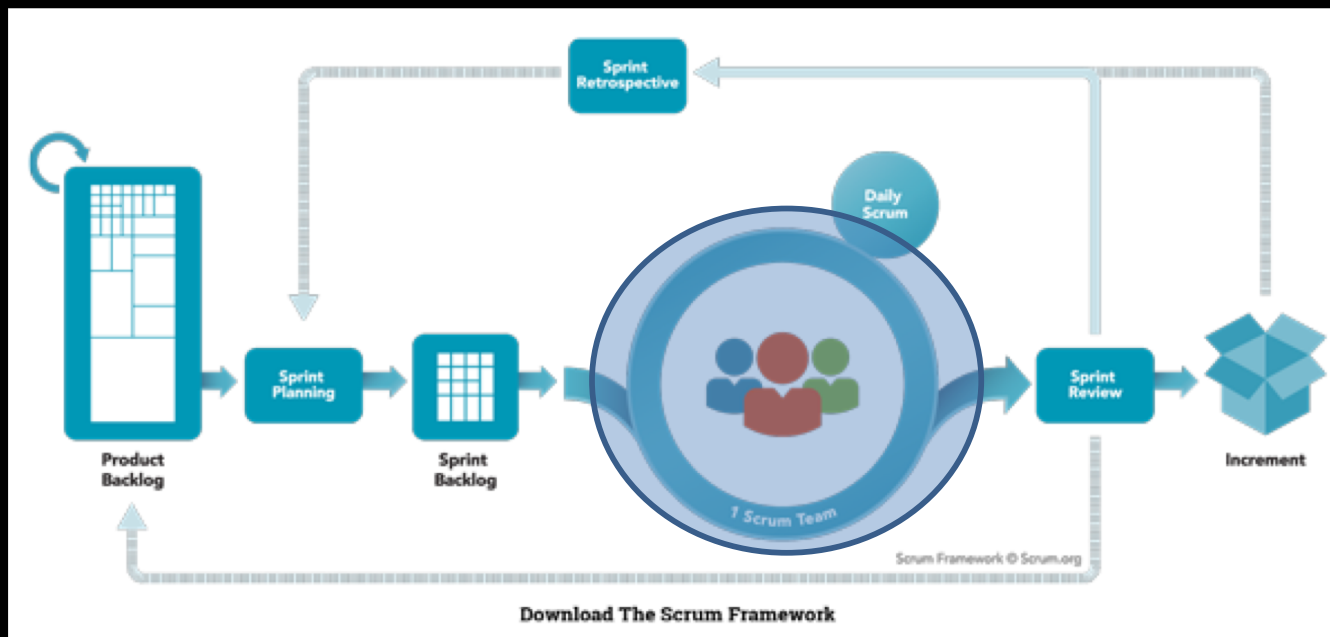 Sprint
Retrospective
Daily
Scrum
Sprint
Planning
Sprint
Review
Product
Backlog
Sprint
Backlog
1 Scrum Team
Increment
Scrum Framework © Scrum.org
Download The Scrum Framework